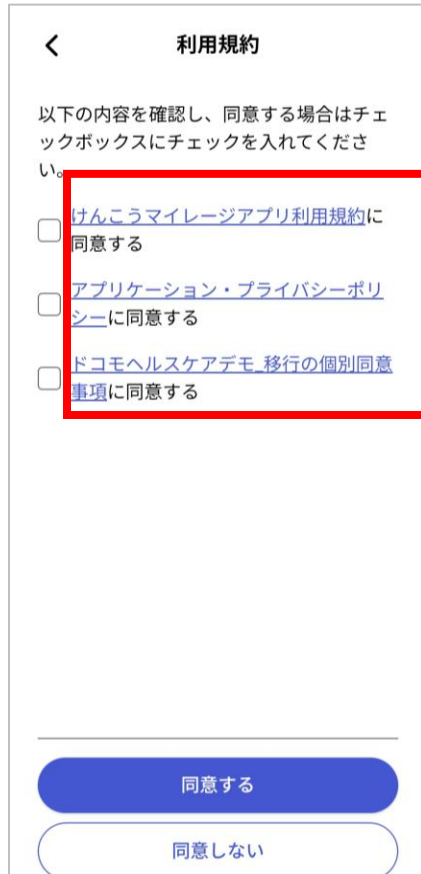 利用規約
以下の内容を確認し、同意する場合はチェ
ックボックスにチェックを入れてくださ
い。
けんこうマイレージアプリ利用規約に
同意する
アプリケーション・プライバシーポリ
シーに同意する
ドコモヘルスケアデモ_移行の個別同意
事項に同意する
同意する
同意しない